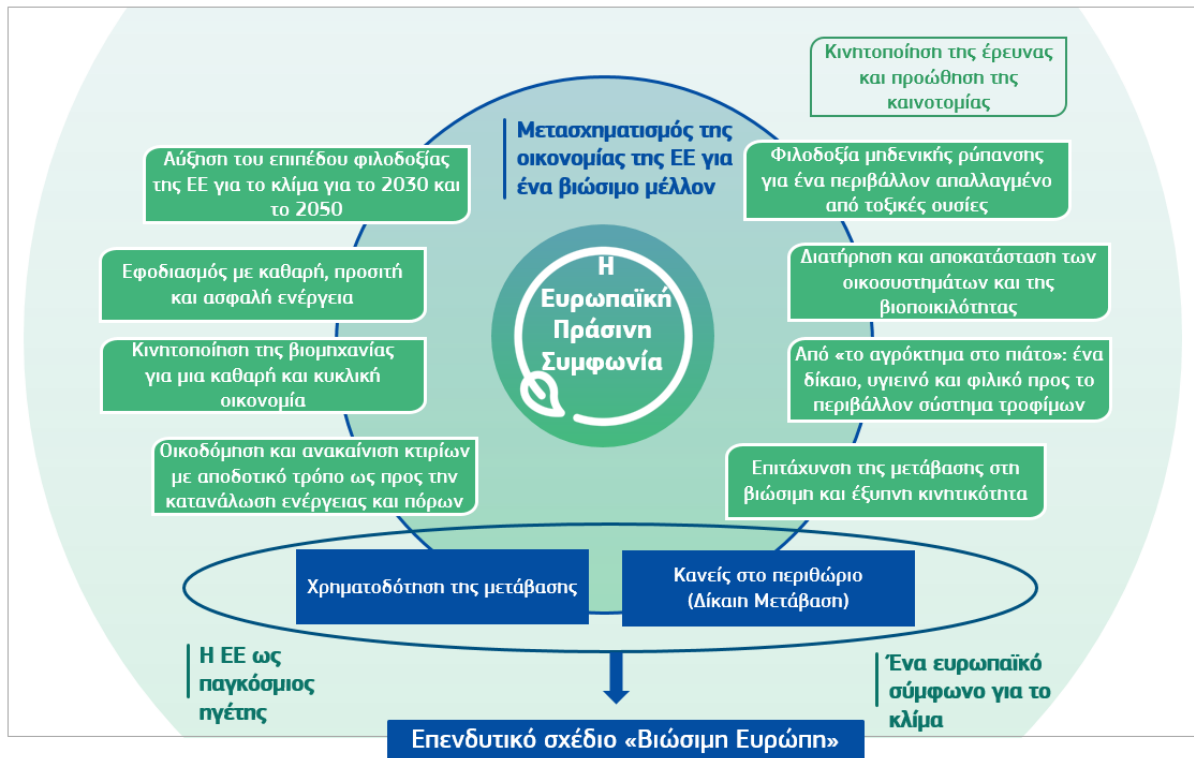 Κινητοποίηση της έρευνας
και προώθηση της
καινοτομίας
Μετασχηματισμός της
οικονομίας της ΕΕ για
ένα βιώσιμο μέλλον
Αύξηση του επιπέδου φιλοδοξίας
της ΕΕ για το κλίμα για το 2030 και
το 2050
Φιλοδοξία μηδενικής ρύπανσης
για ένα περιβάλλον απαλλαγμένο
από τοξικές ουσίες
Εφοδιασμός με καθαρή, προσιτή
και ασφαλή ενέργεια
Η
Ευρωπαϊκή
Πράσινη
Συμφωνία
Διατήρηση και αποκατάσταση των
οικοσυστημάτων και της
βιοποικιλότητας
Κινητοποίηση της βιομηχανίας
για μια καθαρή και κυκλική
οικονομία
Από «το αγρόκτημα στο πιάτο»: ένα
δίκαιο, υγιεινό και φιλικό προς το
περιβάλλον σύστημα τροφίμων
Οικοδόμηση και ανακαίνιση κτιρίων
με αποδοτικό τρόπο ως προς την
κατανάλωση ενέργειας και πόρων
Επιτάχυνση της μετάβασης στη
βιώσιμη και έξυπνη κινητικότητα
Χρηματοδότηση της μετάβασης
Κανείς στο περιθώριο
(Δίκαιη Μετάβαση)
Η ΕΕ ως
παγκόσμιος
ηγέτης
Ένα ευρωπαϊκό
σύμφωνο για το
κλίμα
Επενδυτικό σχέδιο «Βιώσιμη Ευρώπη»